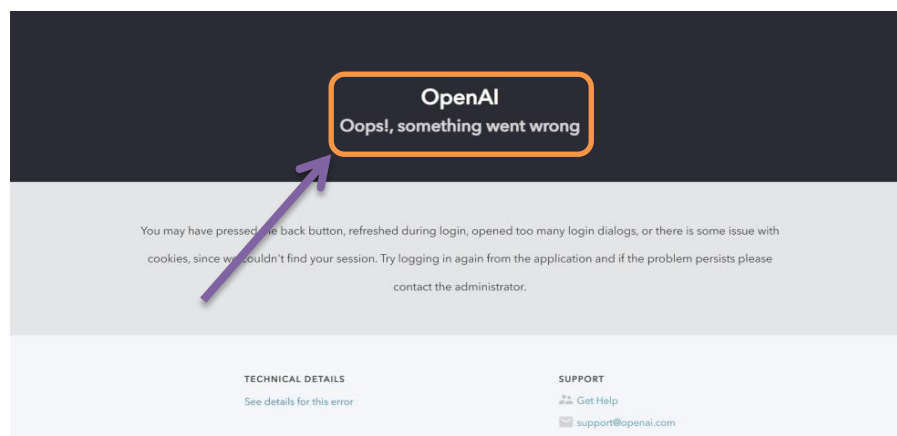 OpenAI
Oops!, something went wrong
You may have pressed the back button, refreshed during login, opened too many login dialogs, or there is some issue with
cookies, since we couldn't find your session. Try logging in again from the application and if the problem persists please
contact the administrator.
TECHNICAL DETAILS
See details for this error
SUPPORT
Get Help
support@openai.com